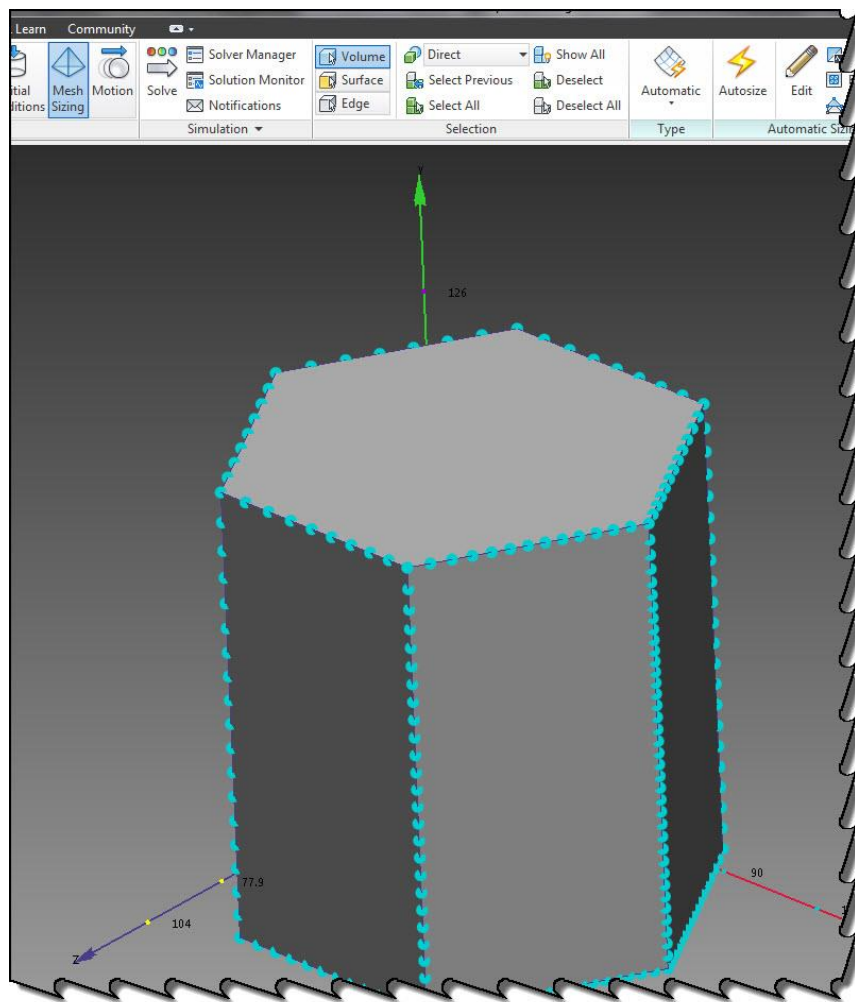 Learn Community
Mesh
Sizing
Motion
Solve
Solver Manager
Solution Monitor
Notifications
Simulation
Volume
Surface
Edge
Direct
Select Previous
Select All
Show All
Deselect
Deselect All
Selection
Automatic
Type
Autosize
Edit
Automatic
126
77.9
104
Z
90